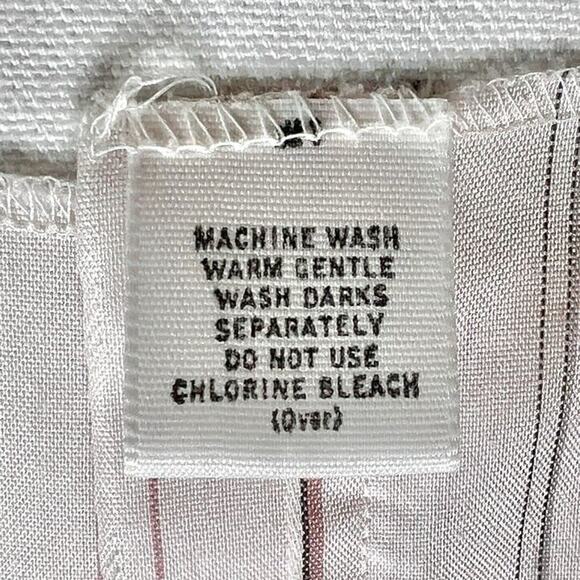 MACHINE WASH
WARM GENTLE
WASH DARKS
SEPARATELY
DO NOT USE
CHLORINE BLEACH
(Over)